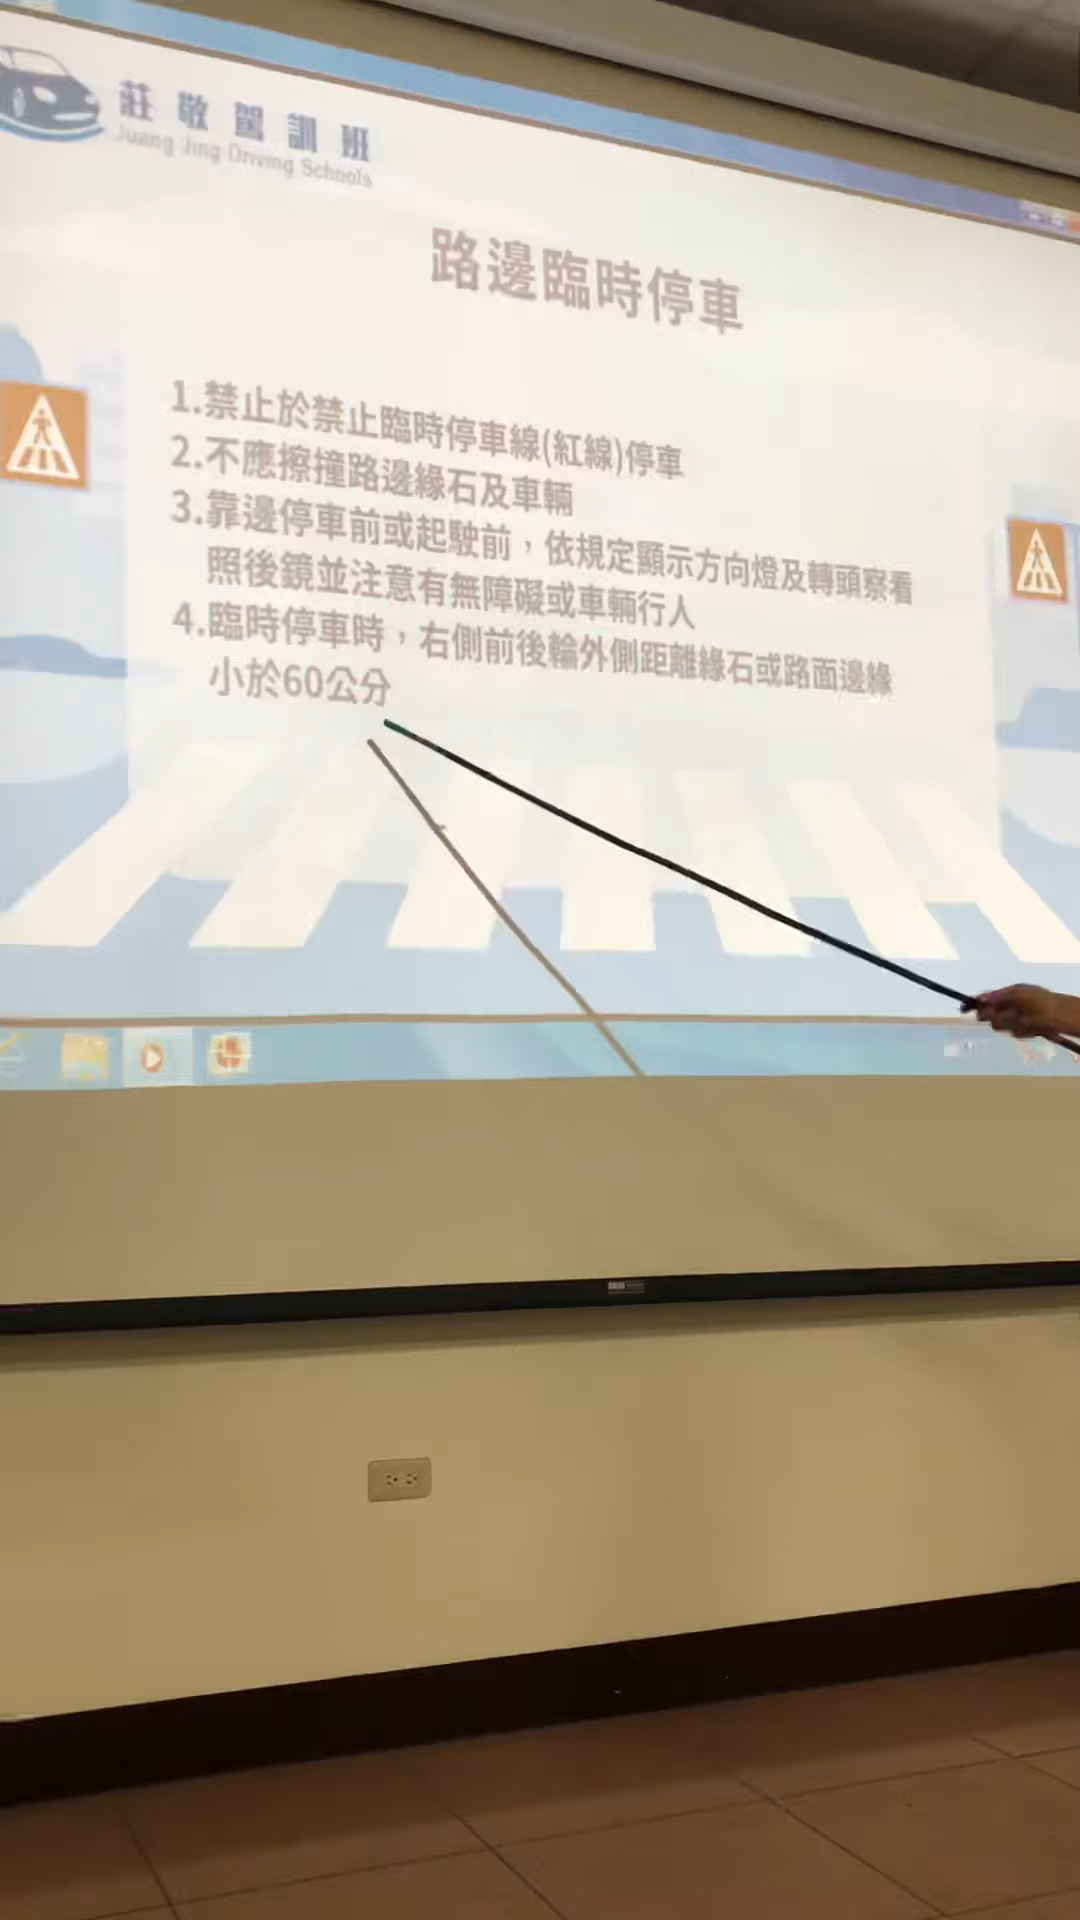 莊敬駕訓班
Juang Jing Driving Schools
路邊臨時停車
1.禁止於禁止臨時停車線(紅線)停車
2.不應擦撞路邊緣石及車輛
3.靠邊停車前或起駛前，依規定顯示方向燈及轉頭察看
照後鏡並注意有無障礙或車輛行人
4.臨時停車時，右側前後輪外側距離緣石或路面邊緣
小於60公分